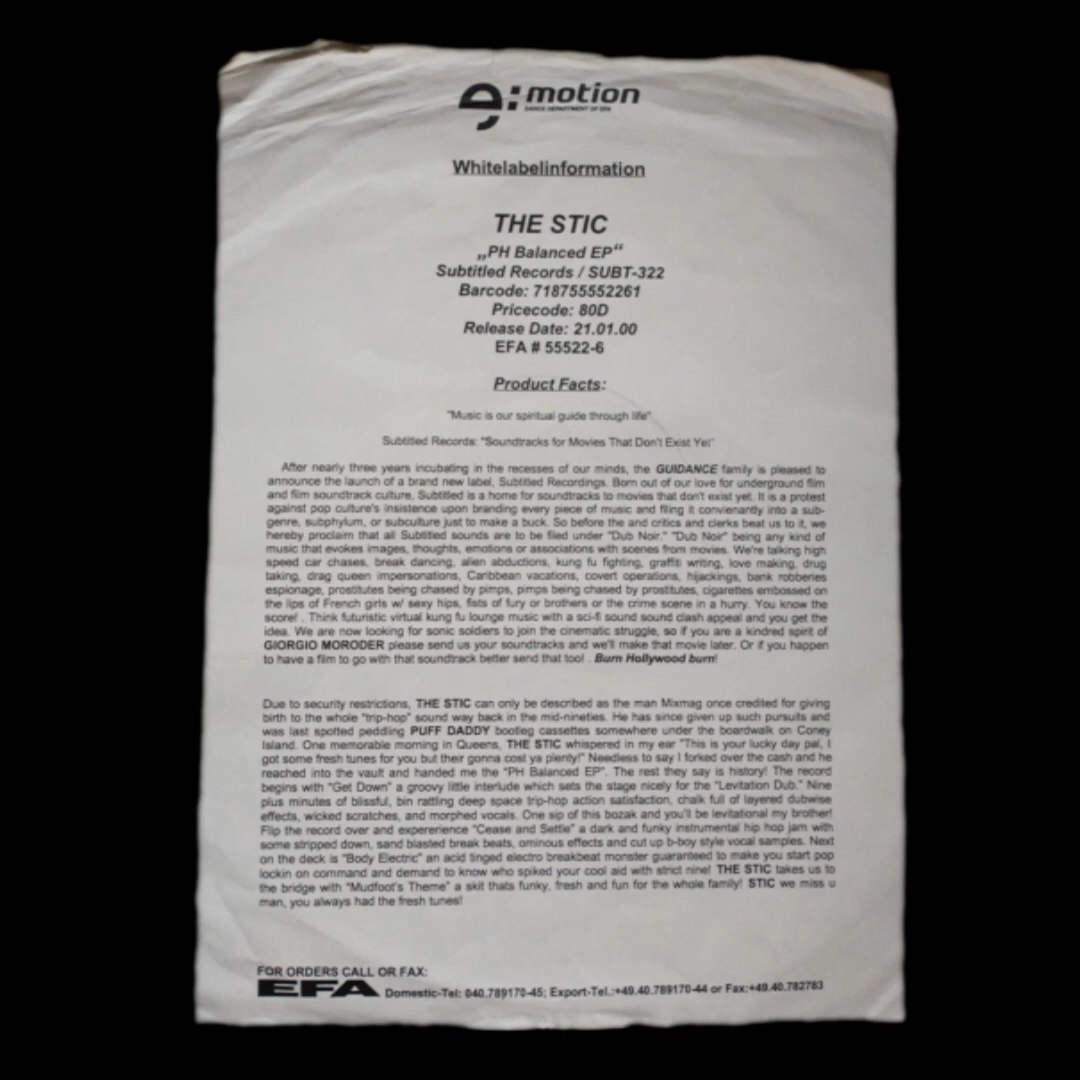 e:motion
DANCE DEPARTMENT OF EFA
Whitelabelinformation
THE STIC
„PH Balanced EP“
Subtitled Records / SUBT-322
Barcode: 718755552261
Pricecode: 80D
Release Date: 21.01.00
EFA # 55522-6
Product Facts:
"Music is our spiritual guide through life"
Subtitled Records: "Soundtracks for Movies That Don't Exist Yet"
After nearly three years incubating in the recesses of our minds, the GUIDANCE family is pleased to
announce the launch of a brand new label, Subtitled Recordings. Born out of our love for underground film
and film soundtrack culture, Subtitled is a home for soundtracks to movies that don't exist yet. It is a protest
against pop culture's insistence upon branding every piece of music and filing it convienantly into a sub-
genre, subphylum, or subculture just to make a buck. So before the and critics and clerks beat us to it, we
hereby proclaim that all Subtitled sounds are to be filed under "Dub Noir." "Dub Noir" being any kind of
music that evokes images, thoughts, emotions or associations with scenes from movies. We're talking high
speed car chases, break dancing, alien abductions, kung fu fighting, graffiti writing, love making, drug
taking, drag queen impersonations, Caribbean vacations, covert operations, hijackings, bank robberies
espionage, prostitutes being chased by pimps, pimps being chased by prostitutes, cigarettes embossed on
the lips of French girls w/ sexy hips, fists of fury or brothers or the crime scene in a hurry. You know the
score! . Think futuristic virtual kung fu lounge music with a sci-fi sound sound clash appeal and you get the
idea. We are now looking for sonic soldiers to join the cinematic struggle, so if you are a kindred spirit of
GIORGIO MORODER please send us your soundtracks and we'll make that movie later. Or if you happen
to have a film to go with that soundtrack better send that too! . Burn Hollywood burn!
Due to security restrictions, THE STIC can only be described as the man Mixmag once credited for giving
birth to the whole "trip-hop" sound way back in the mid-nineties. He has since given up such pursuits and
was last spotted peddling PUFF DADDY bootleg cassettes somewhere under the boardwalk on Coney
Island. One memorable morning in Queens, THE STIC whispered in my ear "This is your lucky day pal, I
got some fresh tunes for you but their gonna cost ya plenty!" Needless to say I forked over the cash and he
reached into the vault and handed me the "PH Balanced EP". The rest they say is history! The record
begins with "Get Down" a groovy little interlude which sets the stage nicely for the "Levitation Dub." Nine
plus minutes of blissful, bin rattling deep space trip-hop action satisfaction, chalk full of layered dubwise
effects, wicked scratches, and morphed vocals. One sip of this bozak and you'll be levitational my brother!
Flip the record over and expererience "Cease and Settle" a dark and funky instrumental hip hop jam with
some stripped down, sand blasted break beats, ominous effects and cut up b-boy style vocal samples. Next
on the deck is "Body Electric" an acid tinged electro breakbeat monster guaranteed to make you start pop
lockin on command and demand to know who spiked your cool aid with strict nine! THE STIC takes us to
the bridge with "Mudfoot's Theme" a skit thats funky, fresh and fun for the whole family! STIC we miss u
man, you always had the fresh tunes!
FOR ORDERS CALL OR FAX:
EFA Domestic-Tel: 040.789170-45; Export-Tel.:+49.40.789170-44 or Fax:+49.40.782783